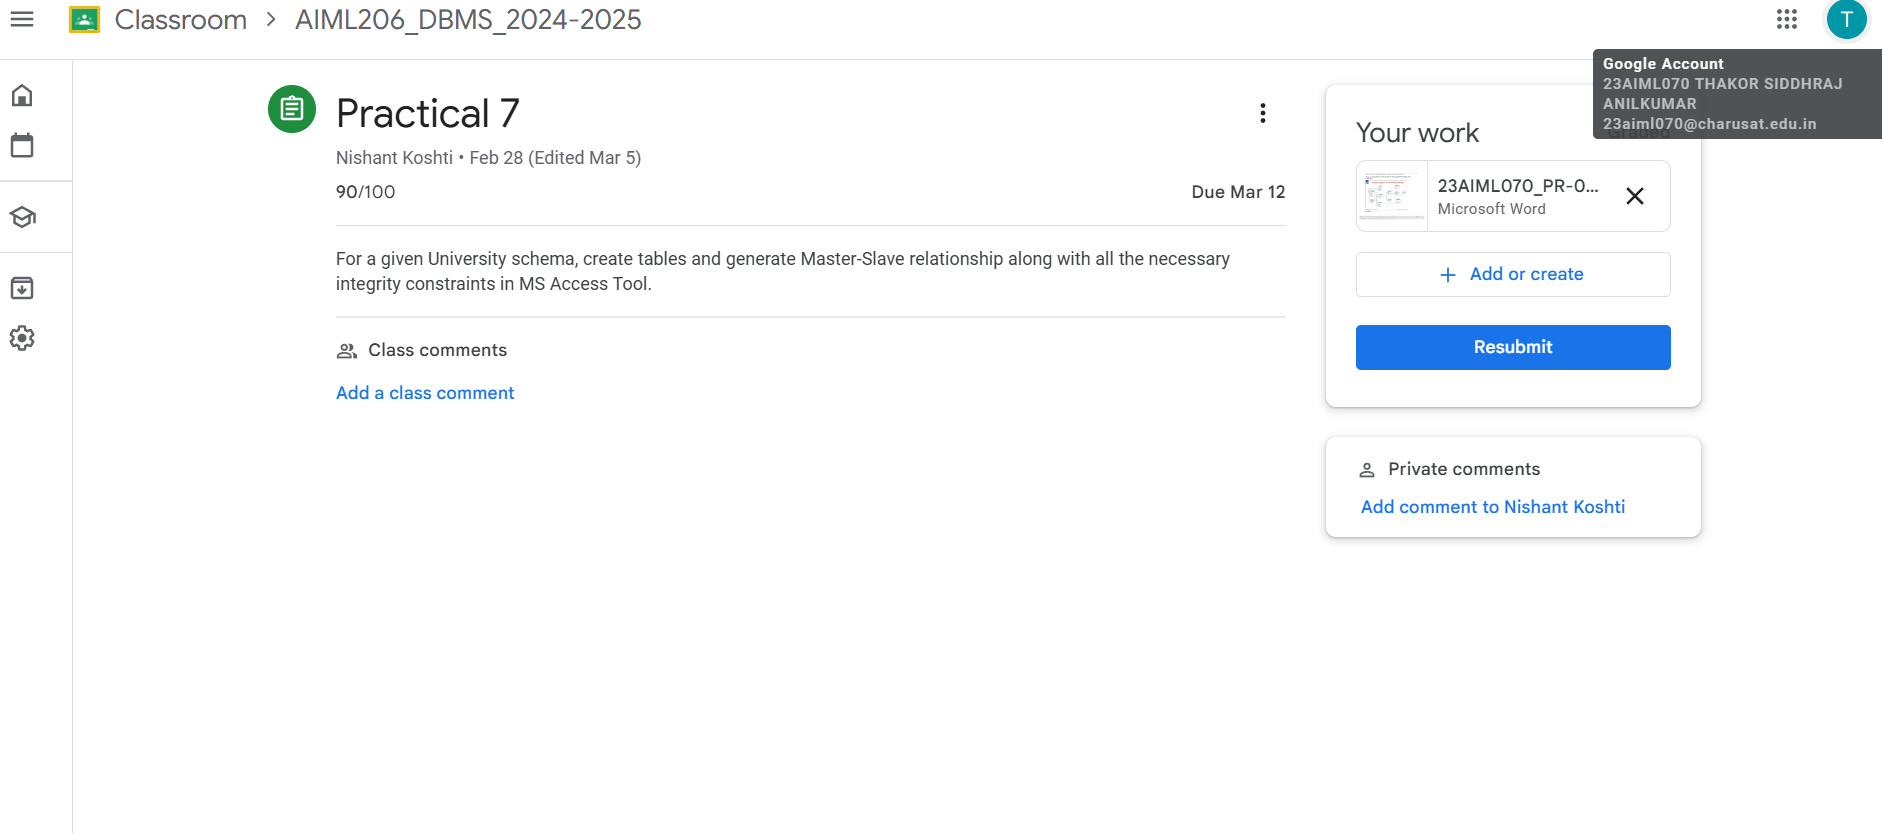 Classroom > AIML206_DBMS_2024-2025
T
Google Account
23AIML070 THAKOR SIDDHRAJ
ANILKUMAR
23aiml070@charusat.edu.in
Practical 7
Nishant Koshti • Feb 28 (Edited Mar 5)
90/100
Due Mar 12
For a given University schema, create tables and generate Master-Slave relationship along with all the necessary
integrity constraints in MS Access Tool.
Class comments
Add a class comment
Your work
Graded
23AIML070_PR-0...
Microsoft Word
+ Add or create
Resubmit
Private comments
Add comment to Nishant Koshti